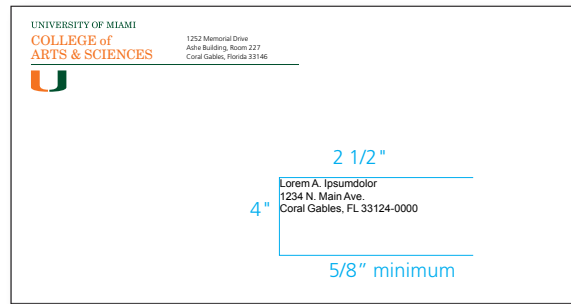 UNIVERSITY OF MIAMI
COLLEGE of
ARTS & SCIENCES
1252 Memorial Drive
Ashe Building, Room 227
Coral Gables, Florida 33146
U
2 1/2"
4"
Lorem A. Ipsumdolor
1234 N. Main Ave.
Coral Gables, FL 33124-0000
5/8” minimum